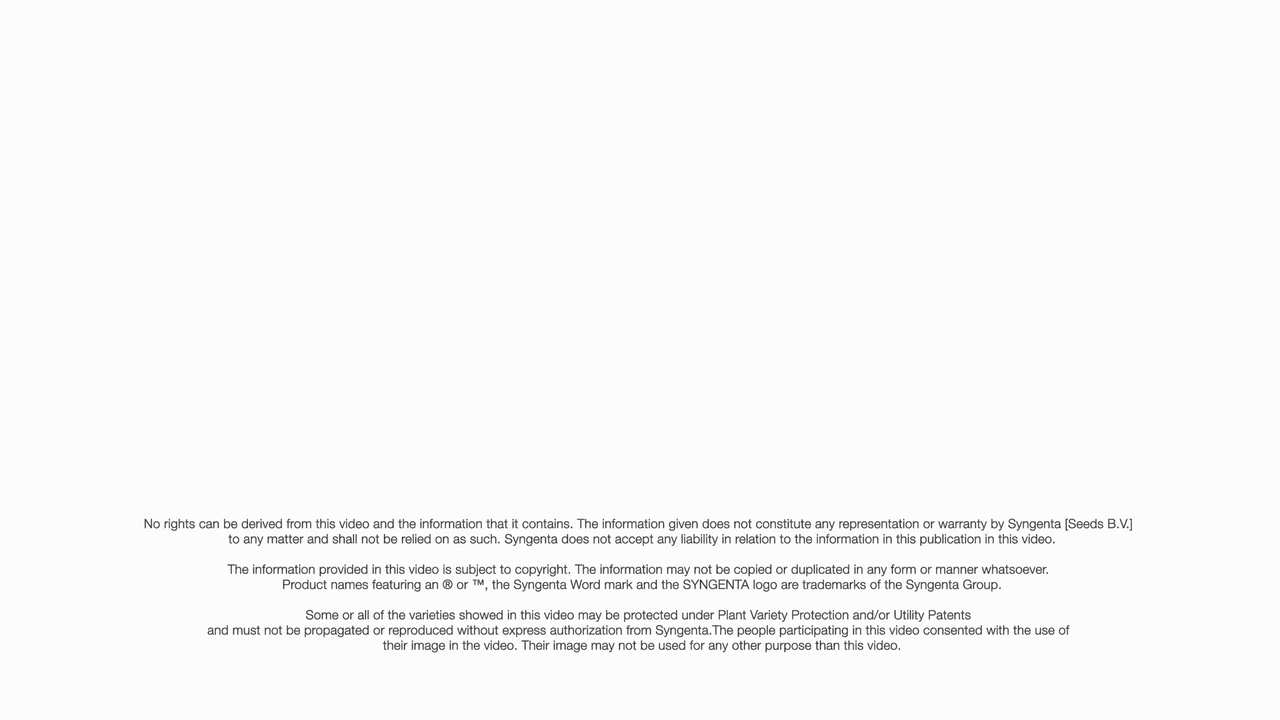 No rights can be derived from this video and the information that it contains. The information given does not constitute any representation or warranty by Syngenta [Seeds B.V.]
to any matter and shall not be relied on as such. Syngenta does not accept any liability in relation to the information in this publication in this video.
The information provided in this video is subject to copyright. The information may not be copied or duplicated in any form or manner whatsoever.
Product names featuring an ® or ™, the Syngenta Word mark and the SYNGENTA logo are trademarks of the Syngenta Group.
Some or all of the varieties showed in this video may be protected under Plant Variety Protection and/or Utility Patents
and must not be propagated or reproduced without express authorization from Syngenta.The people participating in this video consented with the use of
their image in the video. Their image may not be used for any other purpose than this video.